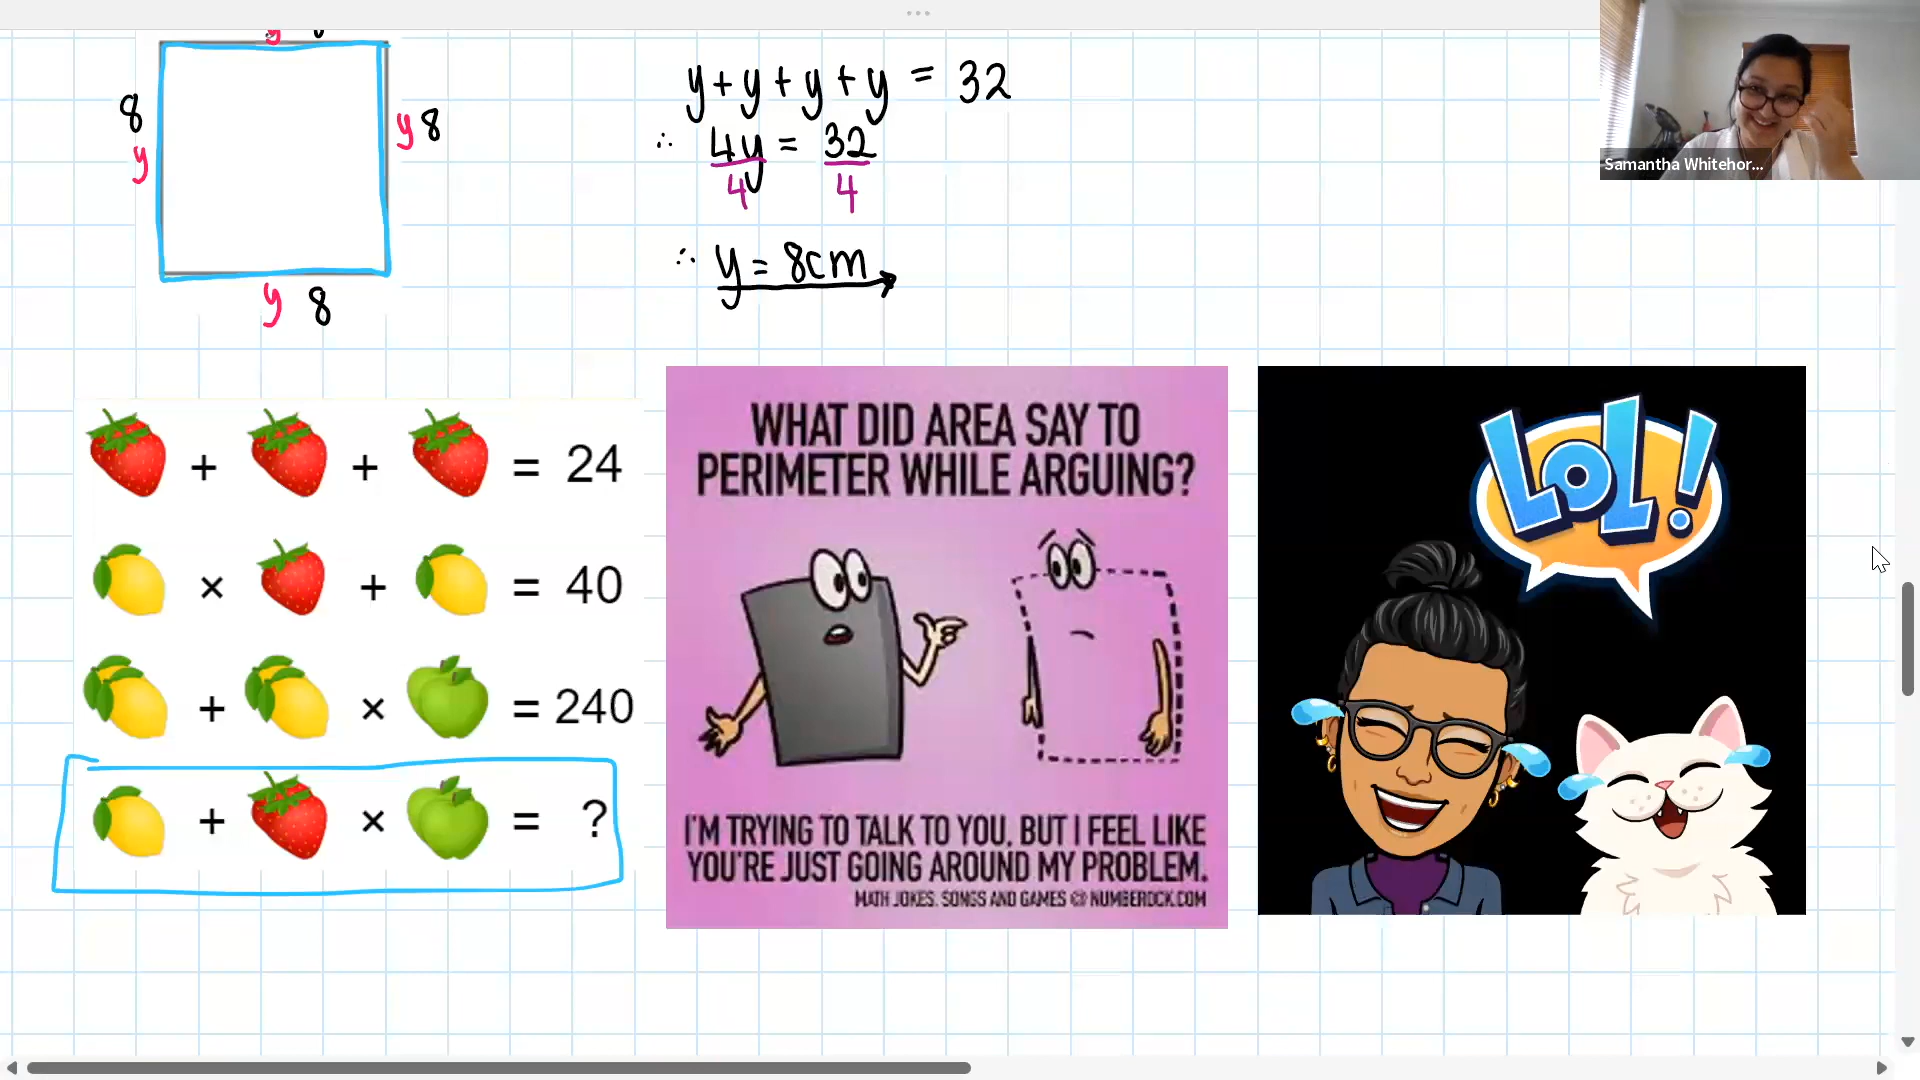 y
8
y
y 8
y 8
y + y + y + y = 32
∴ 4y = 32
4 4
∴ y = 8cm
Samantha Whitehor...
+ + = 24
× + = 40
+ × = 240
+ × = ?
WHAT DID AREA SAY TO
PERIMETER WHILE ARGUING?
I'M TRYING TO TALK TO YOU, BUT I FEEL LIKE
YOU'RE JUST GOING AROUND MY PROBLEM.
MATH JOKES, SONGS AND GAMES @ NUMBEROCK.COM
LOL!